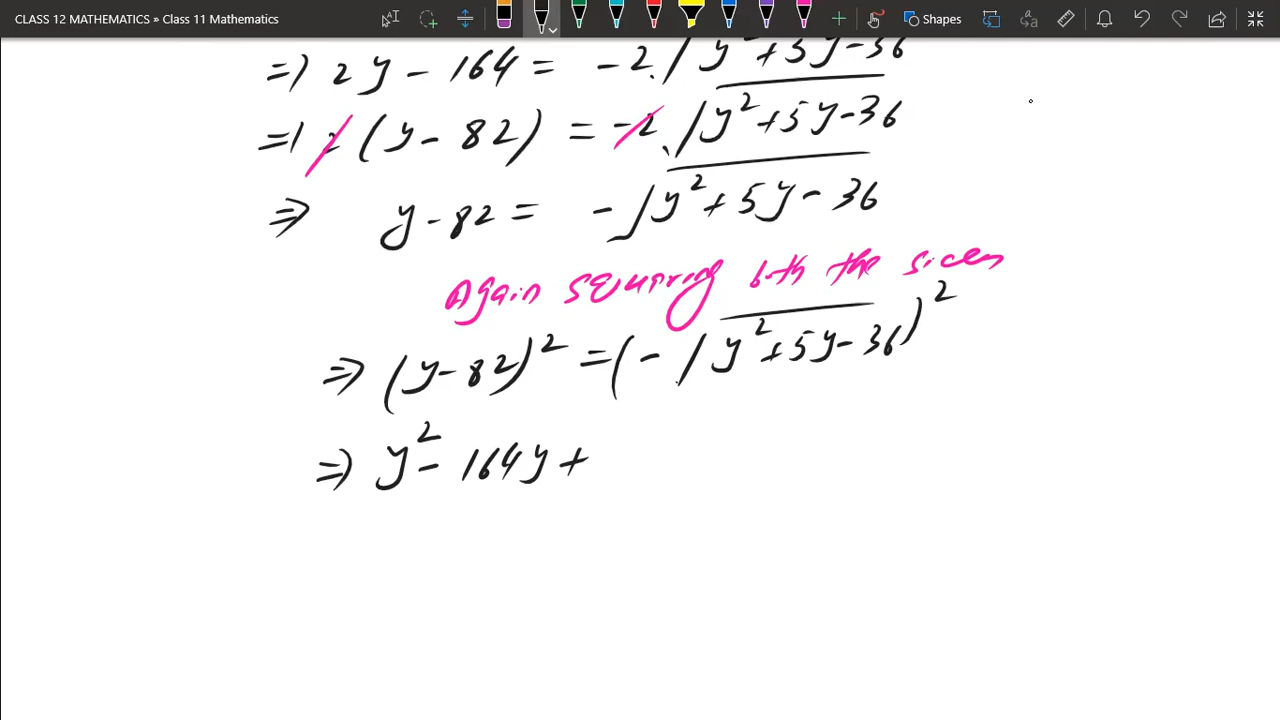 CLASS 12 MATHEMATICS » Class 11 Mathematics Shapes
=) 2y - 164 = -2.√y²+5y-36
=) 2 (y - 82) = -2.√y²+5y-36
=> y - 82 = -√y²+5y-36
Again squaring both the sides
=> (y-82)² = (-√y²+5y-36)²
=> y² - 164y +